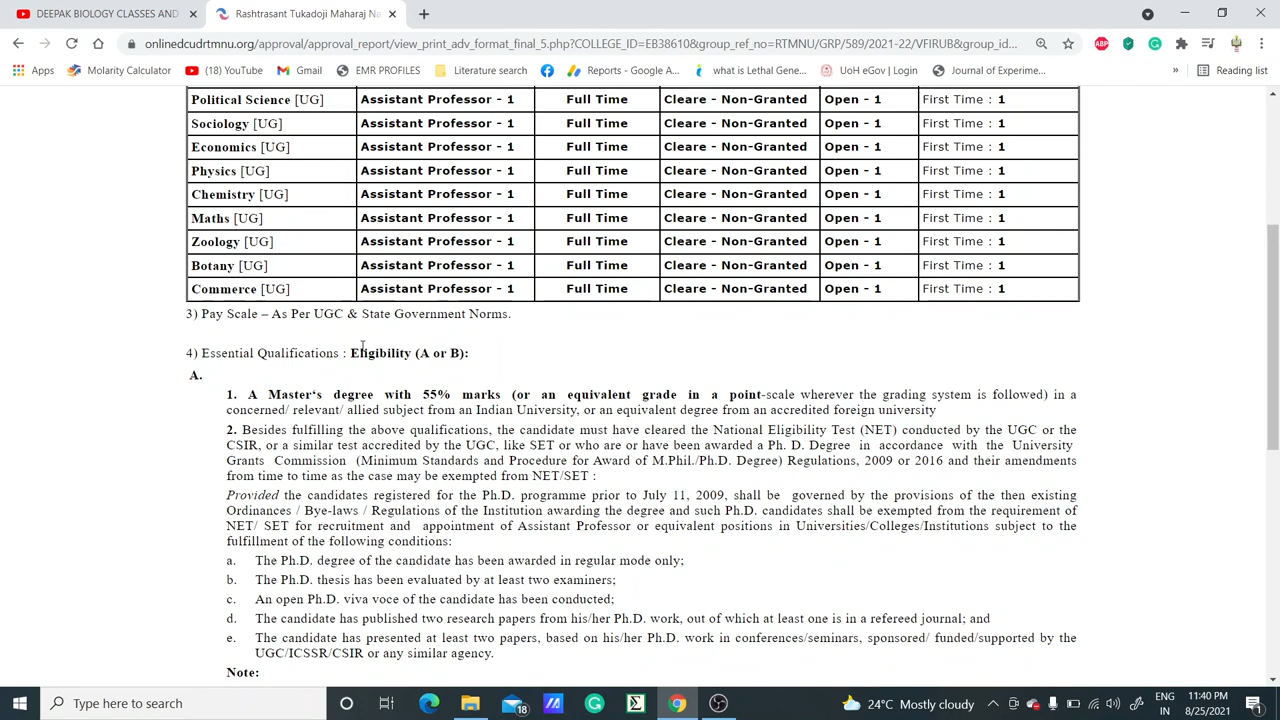 DEEPAK BIOLOGY CLASSES AND
Rashtrasant Tukadoji Maharaj Na
onlinedcudrtmnu.org/approval/approval_report/view_print_adv_format_final_5.php?COLLEGE_ID=EB38610&group_ref_no=RTMNU/GRP/589/2021-22/VFIRUB&group_id...
Apps Molarity Calculator (18) YouTube Gmail EMR PROFILES Literature search Reports - Google A... what is Lethal Gene... UoH eGov | Login Journal of Experime... » Reading list
Political Science [UG] Assistant Professor - 1 Full Time Cleare - Non-Granted Open - 1 First Time : 1
Sociology [UG] Assistant Professor - 1 Full Time Cleare - Non-Granted Open - 1 First Time : 1
Economics [UG] Assistant Professor - 1 Full Time Cleare - Non-Granted Open - 1 First Time : 1
Physics [UG] Assistant Professor - 1 Full Time Cleare - Non-Granted Open - 1 First Time : 1
Chemistry [UG] Assistant Professor - 1 Full Time Cleare - Non-Granted Open - 1 First Time : 1
Maths [UG] Assistant Professor - 1 Full Time Cleare - Non-Granted Open - 1 First Time : 1
Zoology [UG] Assistant Professor - 1 Full Time Cleare - Non-Granted Open - 1 First Time : 1
Botany [UG] Assistant Professor - 1 Full Time Cleare - Non-Granted Open - 1 First Time : 1
Commerce [UG] Assistant Professor - 1 Full Time Cleare - Non-Granted Open - 1 First Time : 1
3) Pay Scale – As Per UGC & State Government Norms.
4) Essential Qualifications : Eligibility (A or B):
A.
1. A Master‘s degree with 55% marks (or an equivalent grade in a point-scale wherever the grading system is followed) in a
concerned/ relevant/ allied subject from an Indian University, or an equivalent degree from an accredited foreign university
2. Besides fulfilling the above qualifications, the candidate must have cleared the National Eligibility Test (NET) conducted by the UGC or the
CSIR, or a similar test accredited by the UGC, like SET or who are or have been awarded a Ph. D. Degree in accordance with the University
Grants Commission (Minimum Standards and Procedure for Award of M.Phil./Ph.D. Degree) Regulations, 2009 or 2016 and their amendments
from time to time as the case may be exempted from NET/SET :
Provided the candidates registered for the Ph.D. programme prior to July 11, 2009, shall be governed by the provisions of the then existing
Ordinances / Bye-laws / Regulations of the Institution awarding the degree and such Ph.D. candidates shall be exempted from the requirement of
NET/ SET for recruitment and appointment of Assistant Professor or equivalent positions in Universities/Colleges/Institutions subject to the
fulfillment of the following conditions:
a. The Ph.D. degree of the candidate has been awarded in regular mode only;
b. The Ph.D. thesis has been evaluated by at least two examiners;
c. An open Ph.D. viva voce of the candidate has been conducted;
d. The candidate has published two research papers from his/her Ph.D. work, out of which at least one is in a refereed journal; and
e. The candidate has presented at least two papers, based on his/her Ph.D. work in conferences/seminars, sponsored/ funded/supported by the
UGC/ICSSR/CSIR or any similar agency.
Note:
Type here to search 18 24°C Mostly cloudy ENG IN 11:40 PM 8/25/2021 1